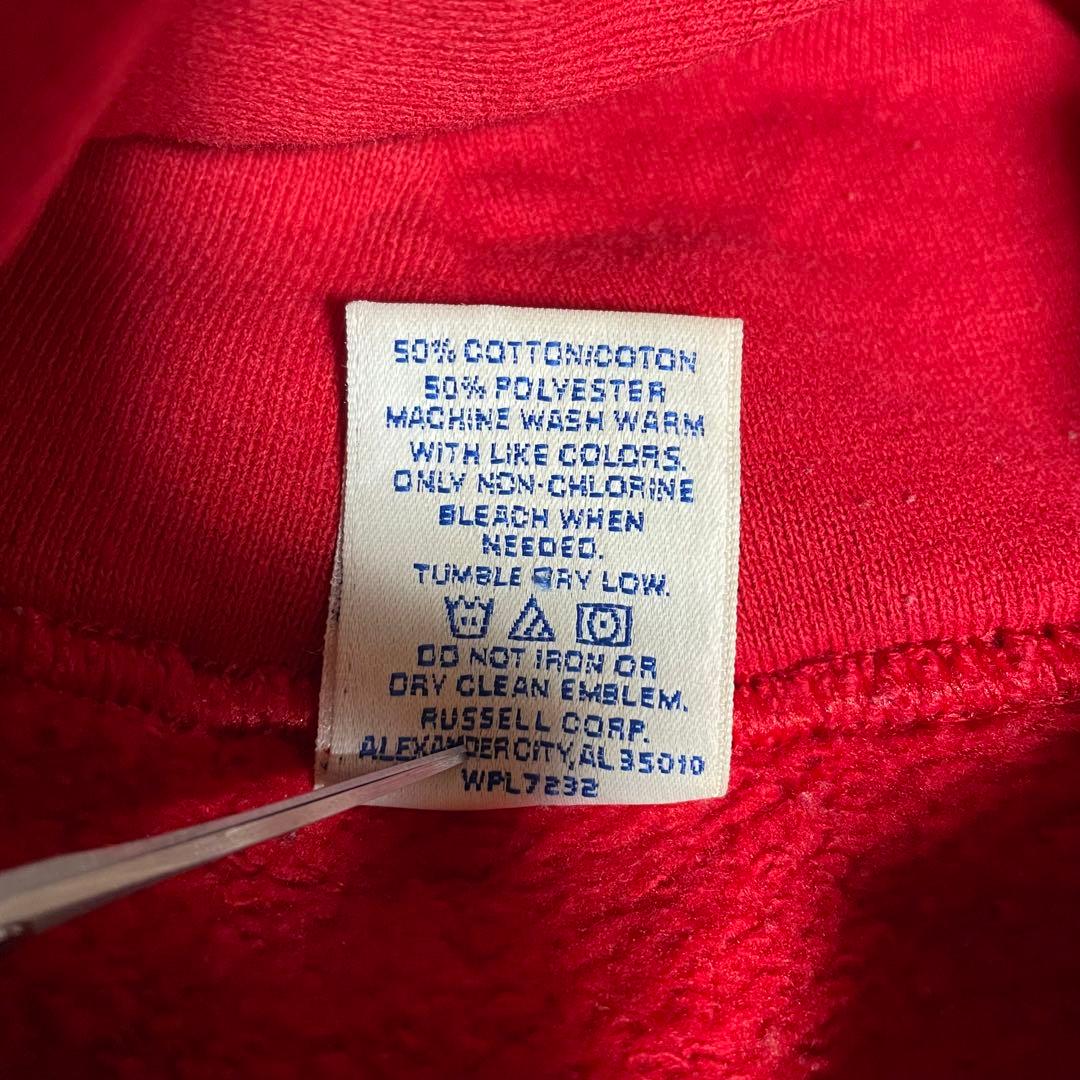 50% COTTON/COTON
50% POLYESTER
MACHINE WASH WARM
WITH LIKE COLORS.
ONLY NON-CHLORINE
BLEACH WHEN
NEEDED.
TUMBLE DRY LOW.
DO NOT IRON OR
DRY CLEAN EMBLEM.
RUSSELL CORP.
ALEXANDER CITY, AL 35010
WPL7232